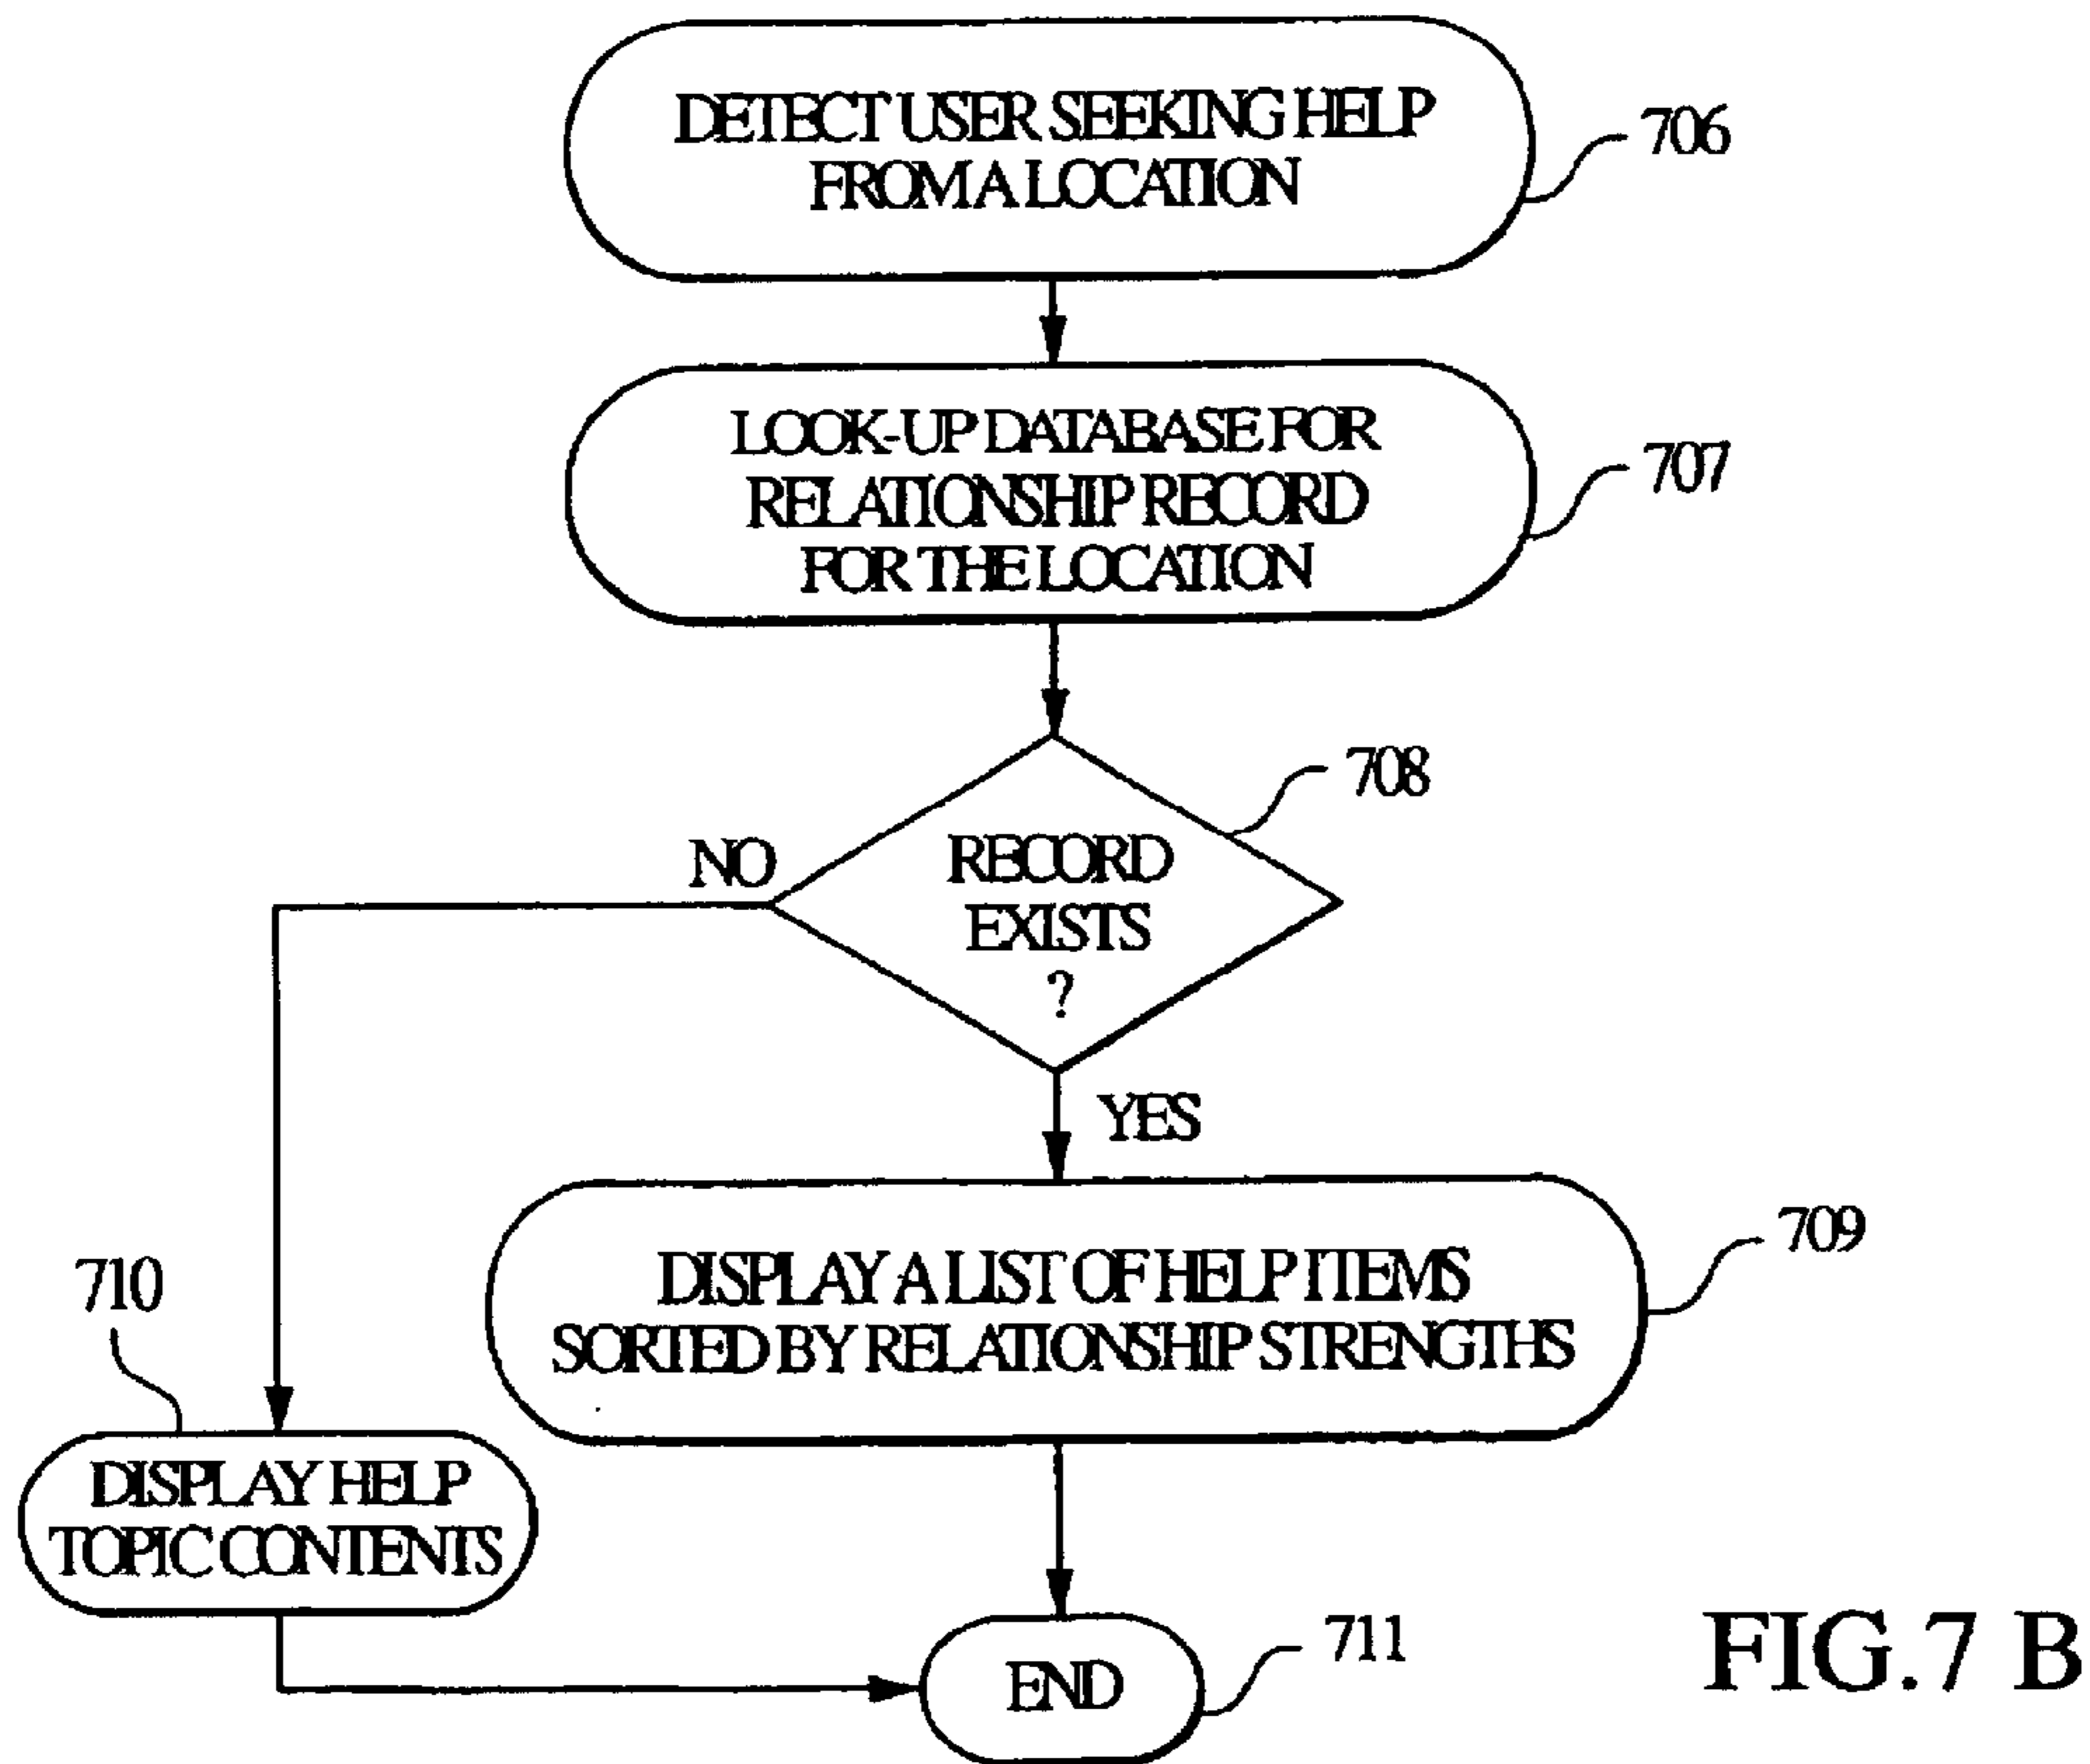 DETECT USER SEEKING HELP
FROM A LOCATION
706
LOOK-UP DATABASE FOR
RELATIONSHIP RECORD
FOR THE LOCATION
707
708
RECORD
EXISTS
?
NO
YES
709
DISPLAY A LIST OF HELP ITEMS
SORTED BY RELATIONSHIP STRENGTHS
710
DISPLAY HELP
TOPIC CONTENTS
END
711
FIG.7 B